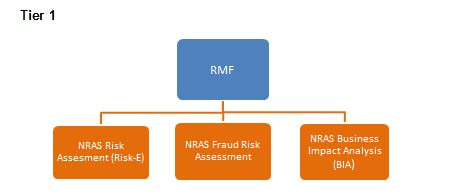 Tier 1
RMF
NRAS Risk
Assesment (Risk-E)
NRAS Fraud Risk
Assessment
NRAS Business
Impact Analysis
(BIA)